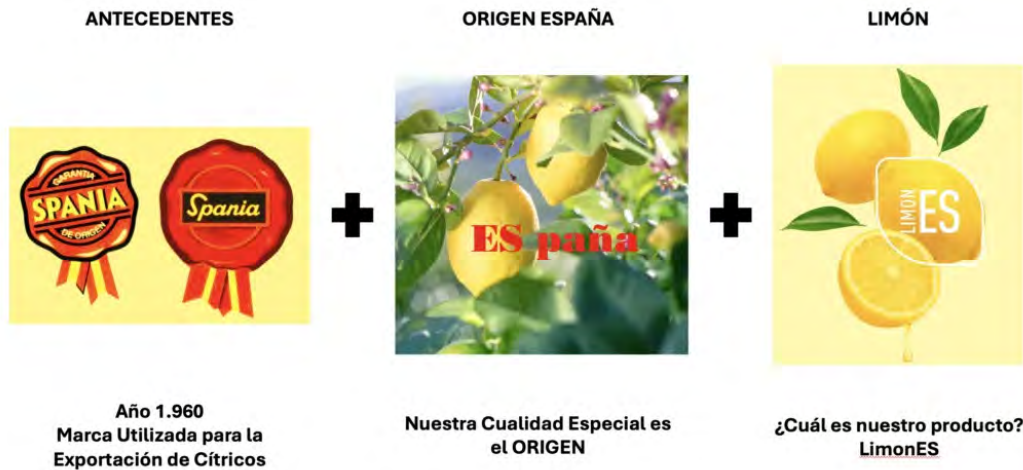 ANTECEDENTES
ORIGEN ESPAÑA
LIMÓN
GARANTIA
SPANIA
DE ORIGEN
Spania
ES paña
LIMON
ES
Año 1.960
Marca Utilizada para la
Exportación de Cítricos
Nuestra Cualidad Especial es
el ORIGEN
¿Cuál es nuestro producto?
LimonES